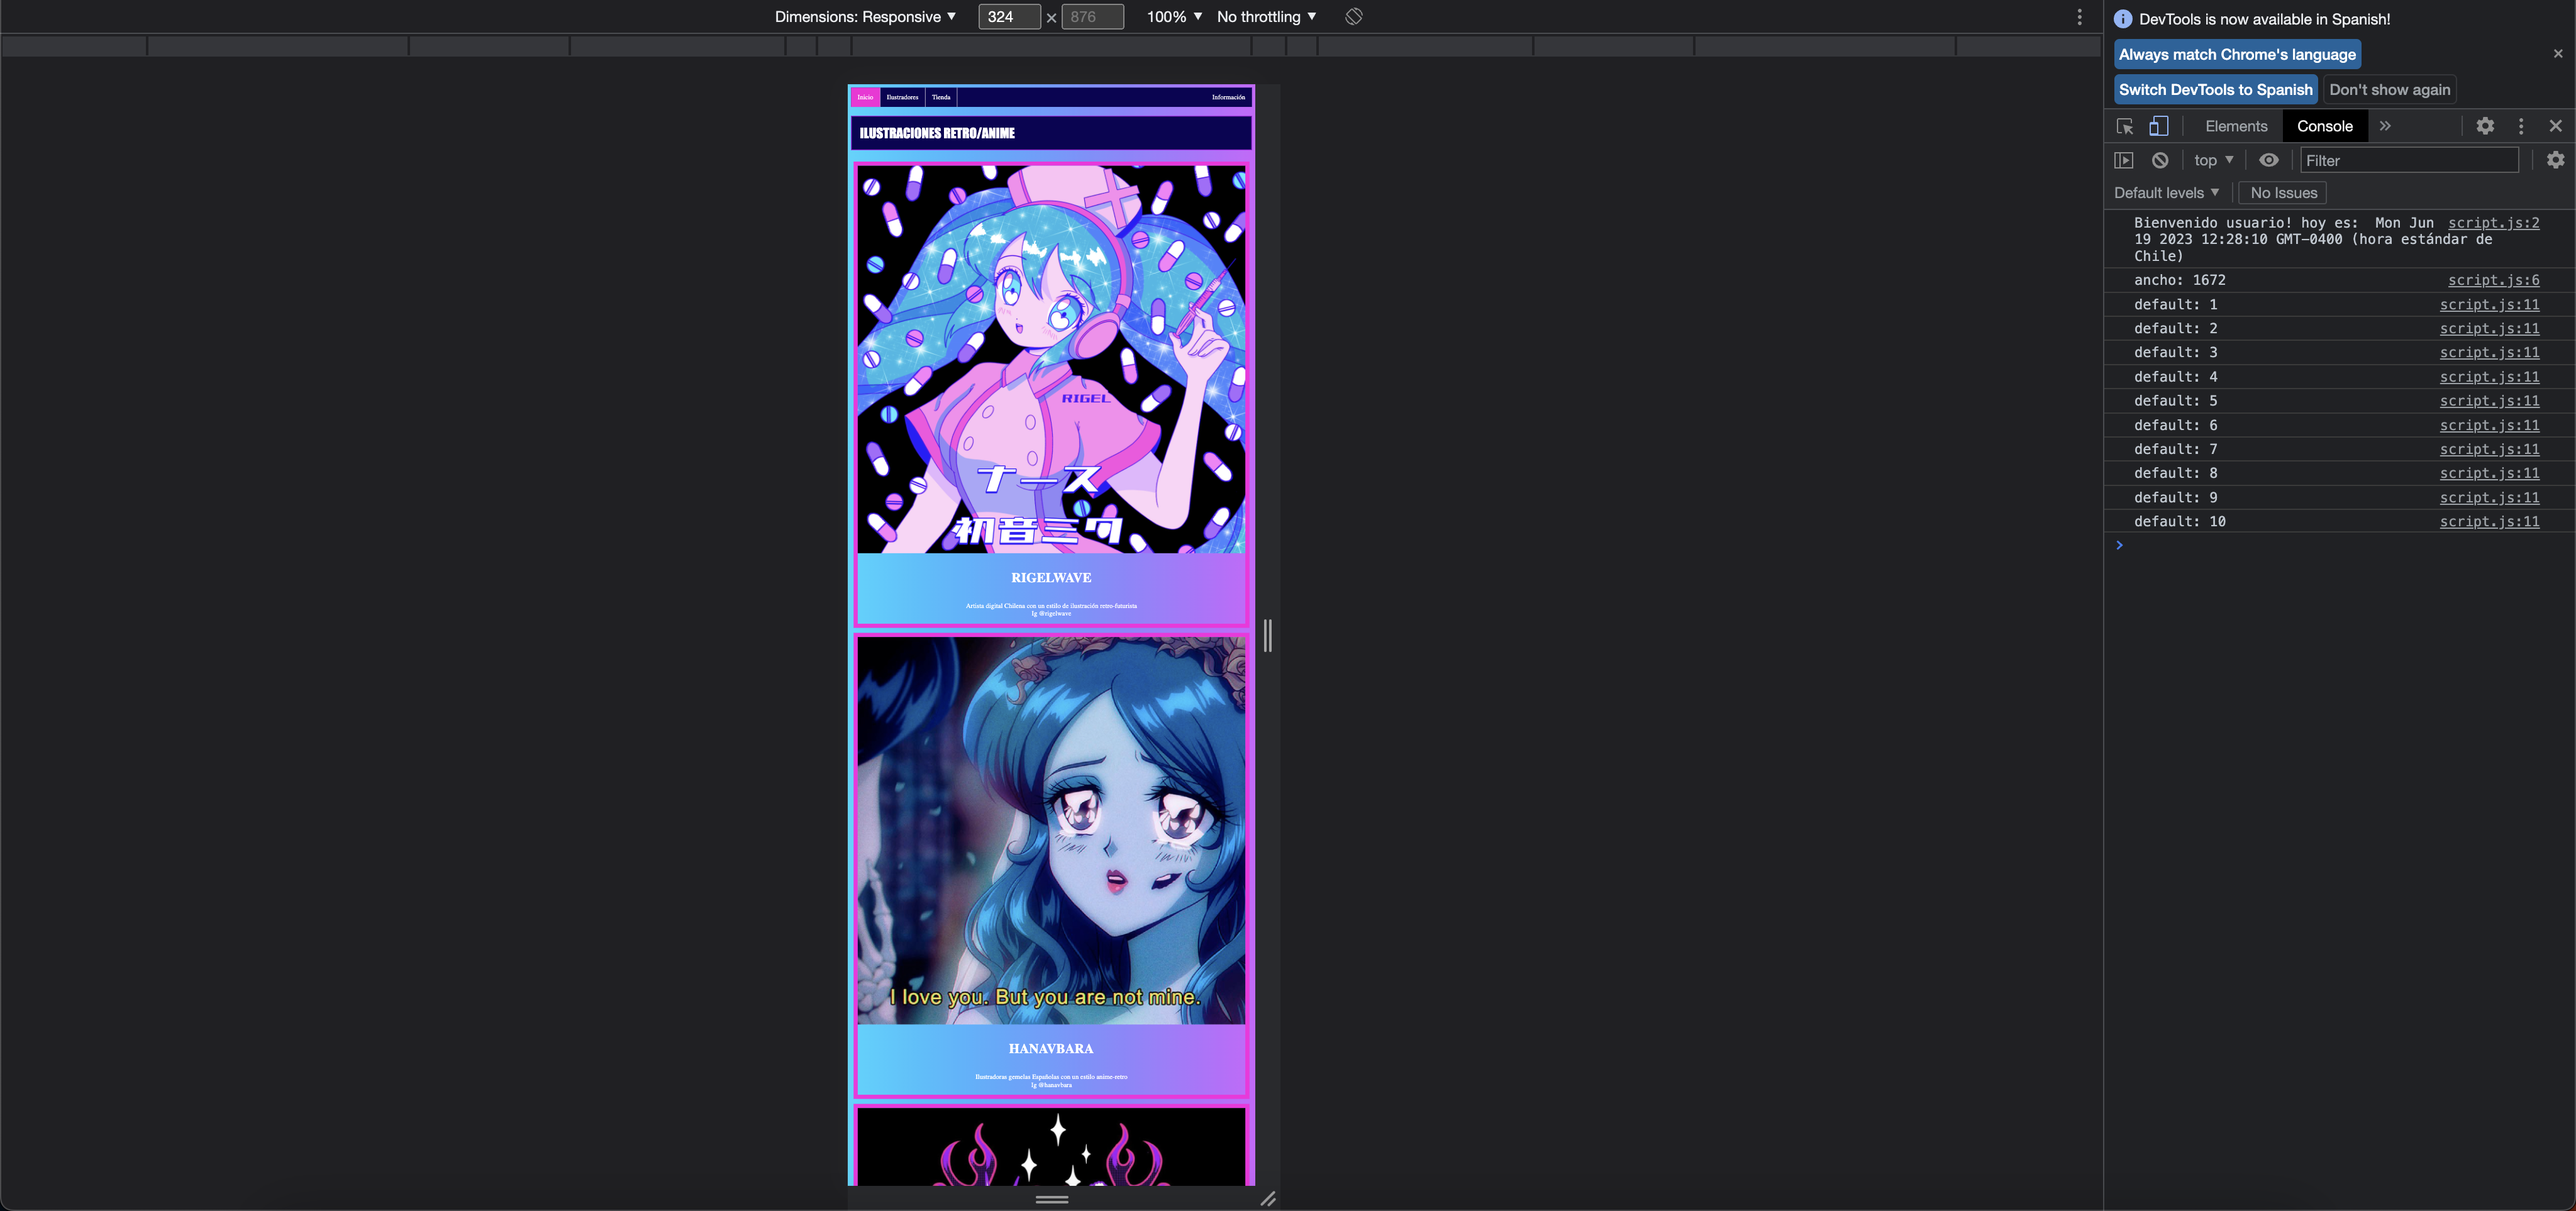 Dimensions: Responsive ▼ 324 × 876 100% ▼ No throttling ▼
DevTools is now available in Spanish!
Always match Chrome's language
Switch DevTools to Spanish Don't show again
Elements Console »
top ▼ Filter
Default levels ▼ No Issues
Bienvenido usuario! hoy es: Mon Jun script.js:2
19 2023 12:28:10 GMT-0400 (hora estándar de
Chile)
ancho: 1672 script.js:6
default: 1 script.js:11
default: 2 script.js:11
default: 3 script.js:11
default: 4 script.js:11
default: 5 script.js:11
default: 6 script.js:11
default: 7 script.js:11
default: 8 script.js:11
default: 9 script.js:11
default: 10 script.js:11
Inicio Ilustradores Tienda Información
ILUSTRACIONES RETRO/ANIME
RIGEL
ナース
初音ミク
RIGELWAVE
Artista digital Chilena con un estilo de ilustración retro-futurista
Ig @rigelwave
I love you. But you are not mine.
HANAVBARA
Ilustradoras gemelas Españolas con un estilo anime-retro
Ig @hanavbara